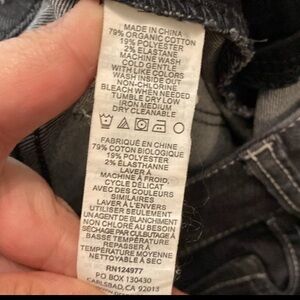 MADE IN CHINA
79% ORGANIC COTTON
19% POLYESTER
2% ELASTANE
MACHINE WASH
COLD GENTLE
WITH LIKE COLORS
WASH INSIDE OUT
NON-CHLORINE
BLEACH WHEN NEEDED
TUMBLE DRY LOW
IRON MEDIUM
DRY CLEANABLE
FABRIQUÉ EN CHINE
79% COTON BIOLOGIQUE
19% POLYESTER
2% ÉLASTHANNE
LAVER À
MACHINE À FROID,
CYCLE DÉLICAT
AVEC DES COULEURS
SIMILAIRES
LAVER À L'ENVERS
UTILISER SEULEMENT
UN AGENT DE BLANCHIMENT
NON CHLORÉ
SÉCHAGE PAR CULBUTAGE À
BASSE TEMPÉRATURE
REPASSER À
TEMPÉRATURE MOYENNE
NETTOYABLE À SEC
RN124977
PO BOX 130430
CARLSBAD, CA 92013